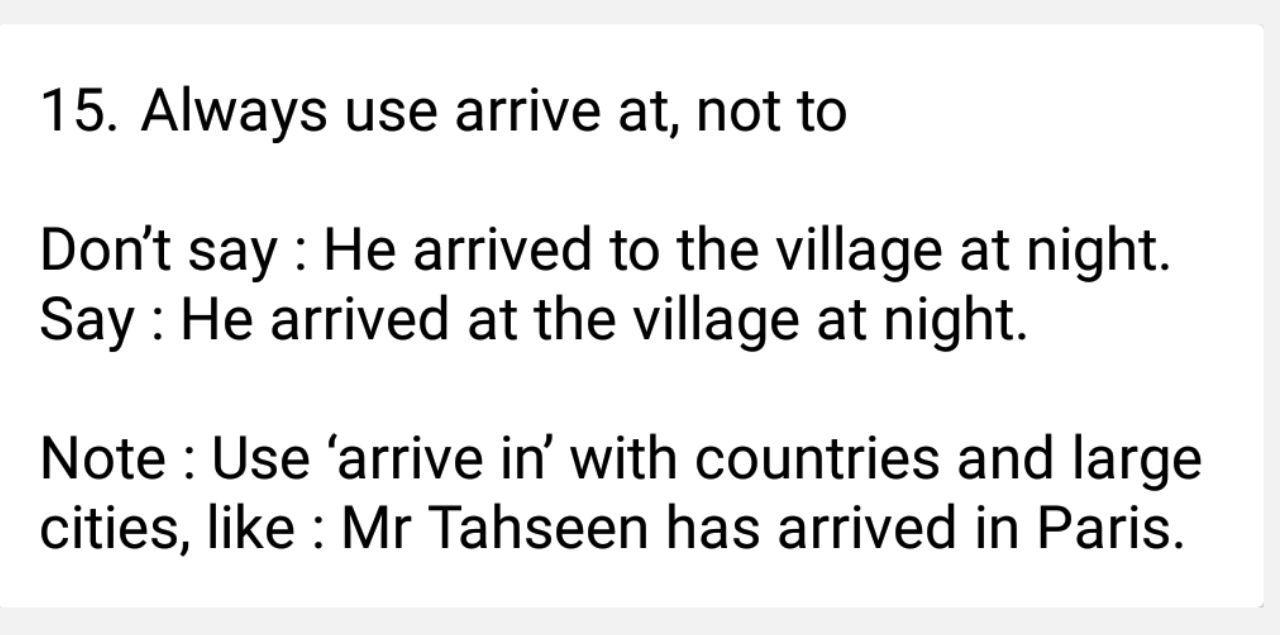 15. Always use arrive at, not to
Don’t say : He arrived to the village at night.
Say : He arrived at the village at night.
Note : Use ‘arrive in’ with countries and large
cities, like : Mr Tahseen has arrived in Paris.